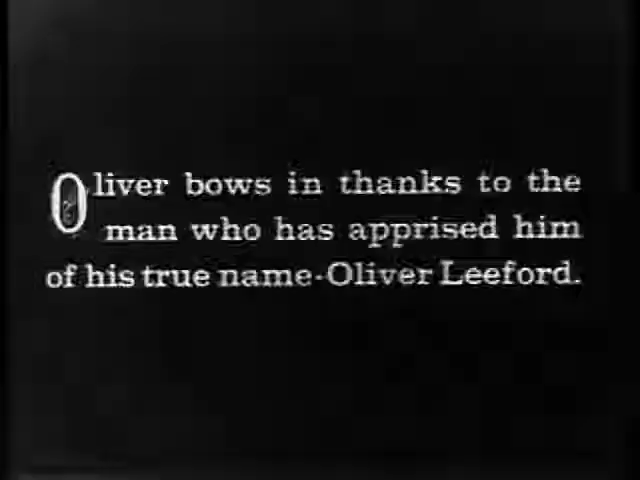 Oliver bows in thanks to the
man who has apprised him
of his true name-Oliver Leeford.